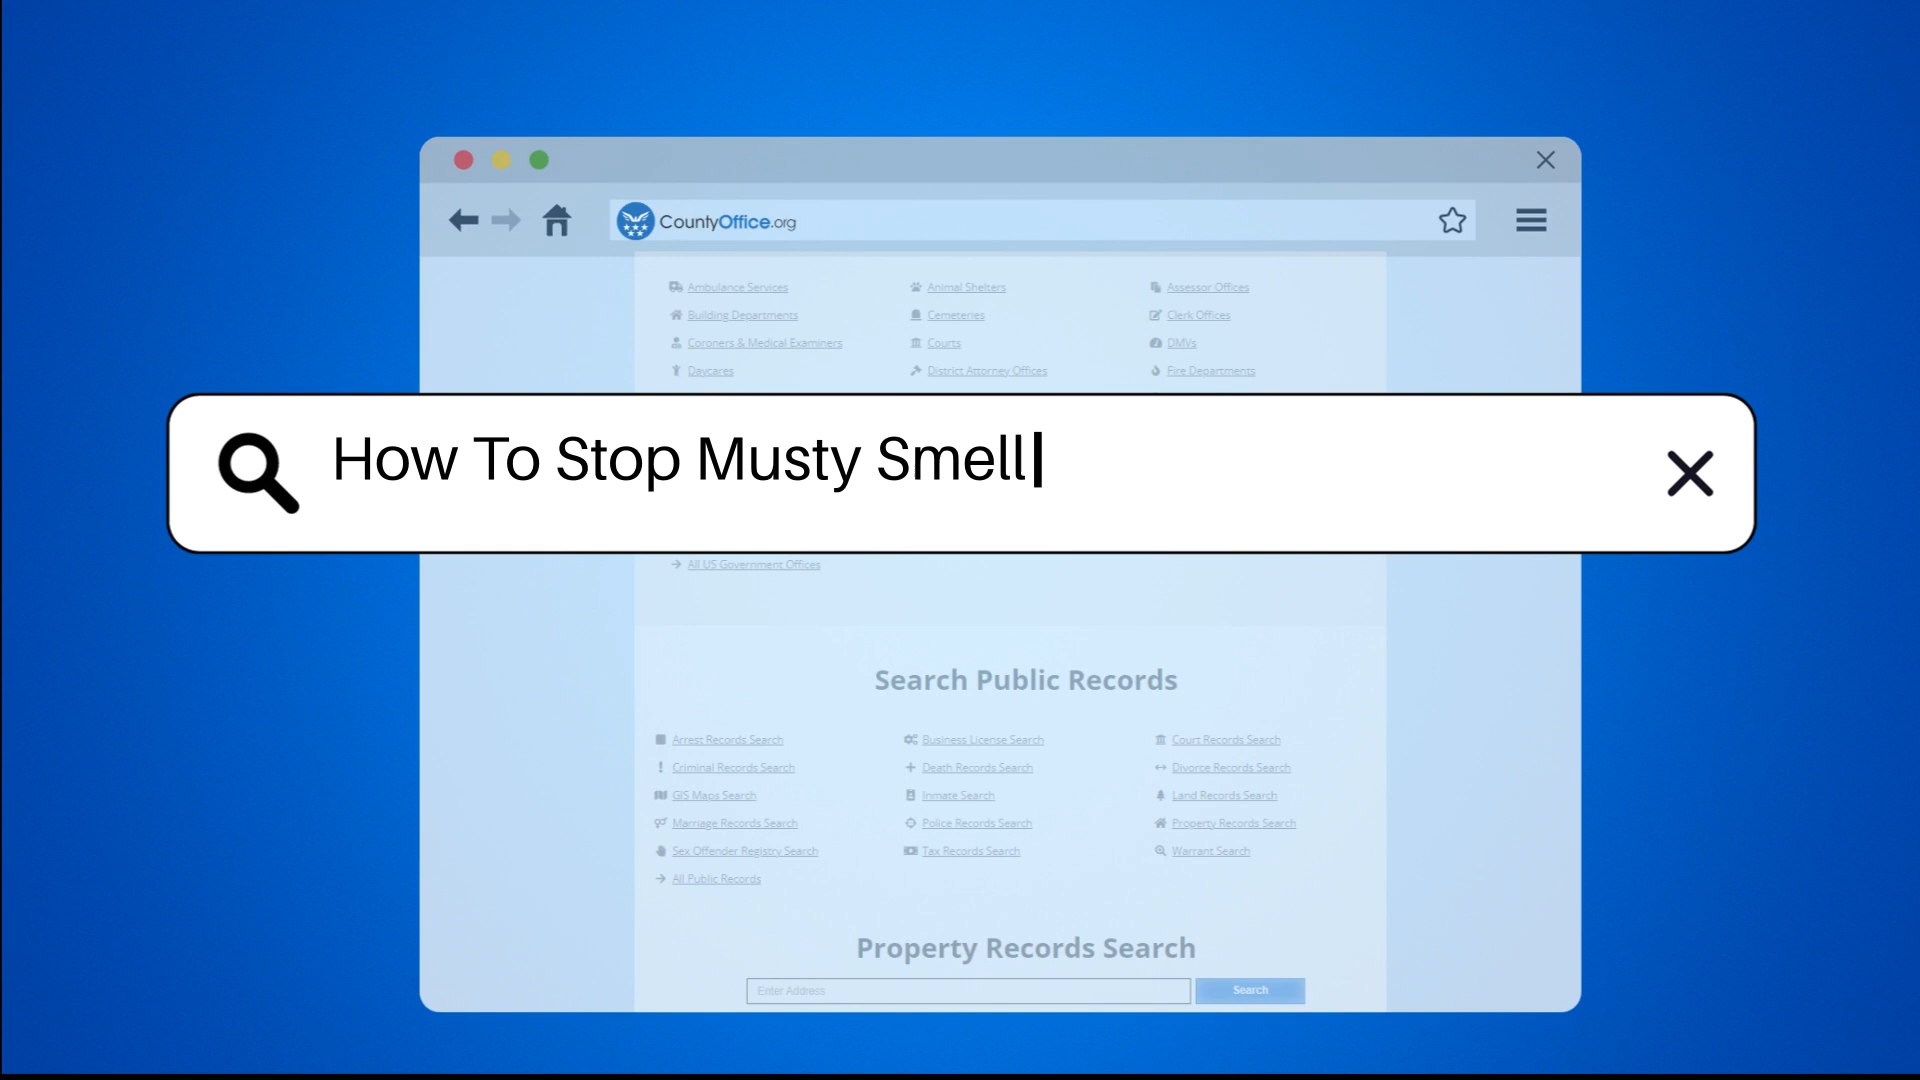 CountyOffice.org
Ambulance Services Animal Shelters Assessor Offices
Building Departments Cemeteries Clerk Offices
Coroners & Medical Examiners Courts DMVs
Daycares District Attorney Offices Fire Departments
How To Stop Musty Smell
All US Government Offices
Search Public Records
Arrest Records Search Business License Search Court Records Search
Criminal Records Search Death Records Search Divorce Records Search
GIS Maps Search Inmate Search Land Records Search
Marriage Records Search Police Records Search Property Records Search
Sex Offender Registry Search Tax Records Search Warrant Search
All Public Records
Property Records Search
Enter Address Search